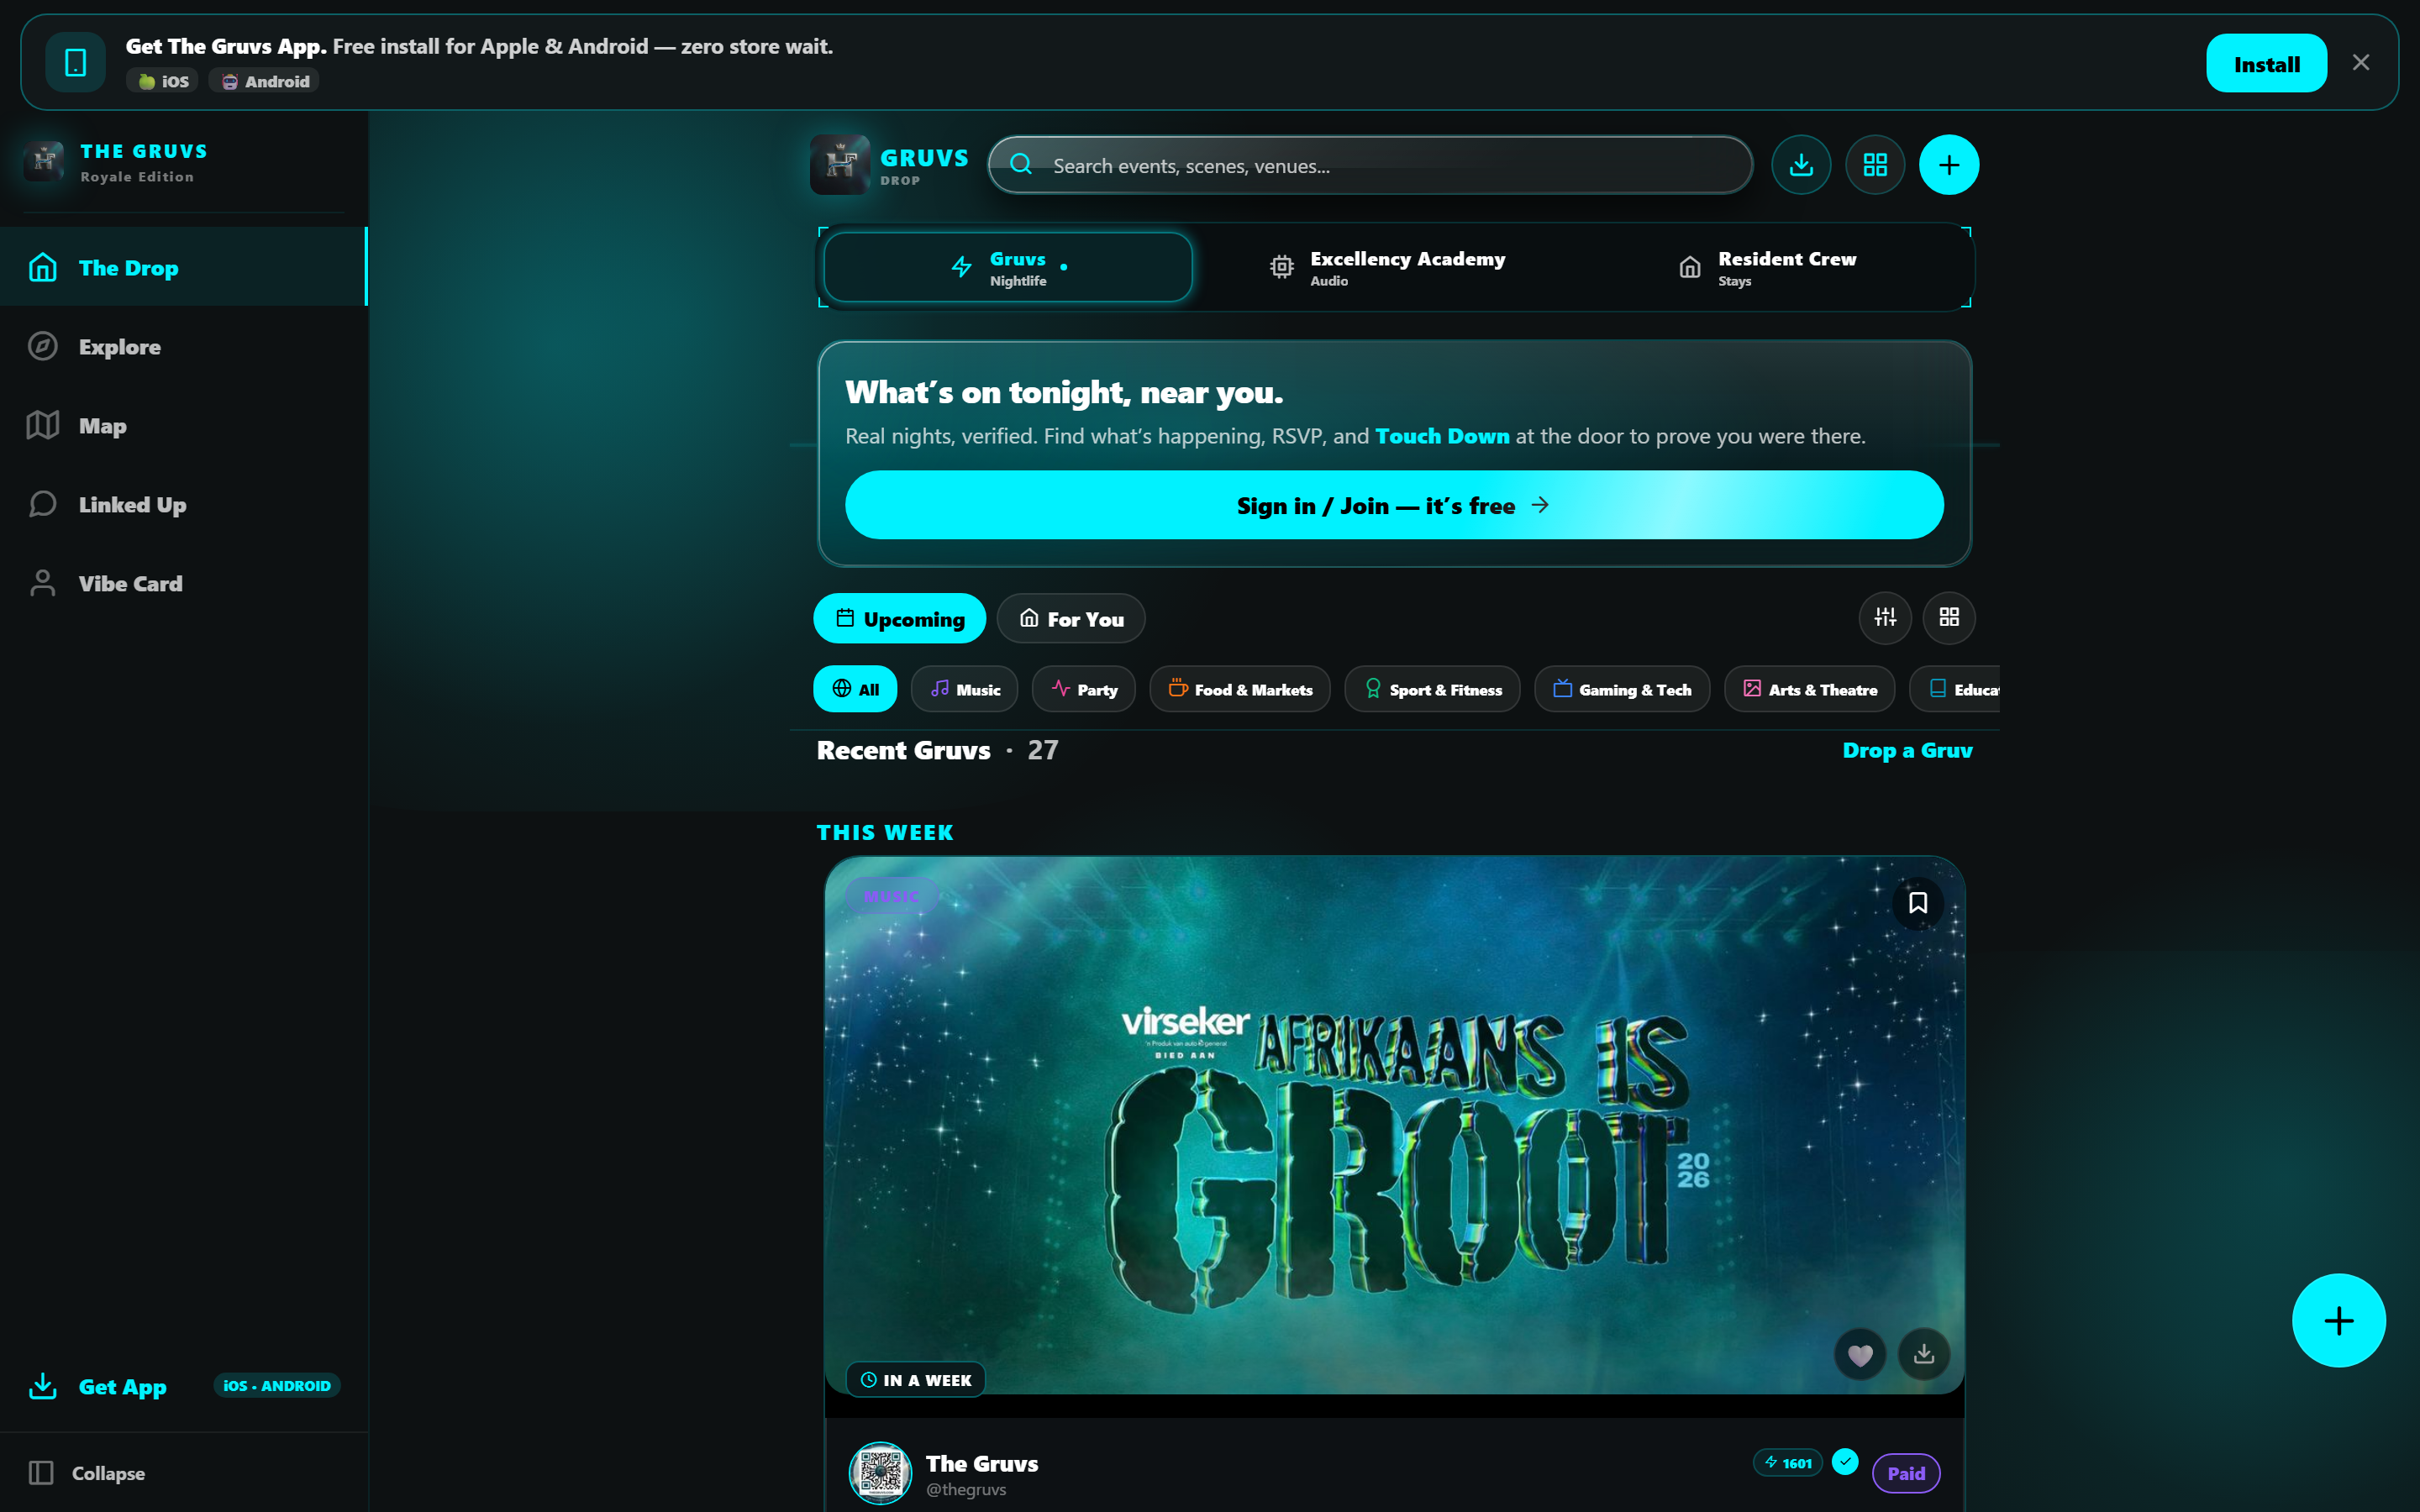 Get The Gruvs App. Free install for Apple & Android — zero store wait.
iOS
Android
Install
THE GRUVS
Royale Edition
The Drop
Explore
Map
Linked Up
Vibe Card
Get App
iOS • ANDROID
Collapse
GRUVS
DROP
Search events, scenes, venues...
Gruvs
Nightlife
Excellency Academy
Audio
Resident Crew
Stays
What's on tonight, near you.
Real nights, verified. Find what's happening, RSVP, and Touch Down at the door to prove you were there.
Sign in / Join — it's free
Upcoming
For You
All
Music
Party
Food & Markets
Sport & Fitness
Gaming & Tech
Arts & Theatre
Educat
Recent Gruvs · 27
Drop a Gruv
THIS WEEK
MUSIC
virseker
'n Produk van auto & general
BIED AAN
AFRIKAANS IS
GROOT
20
26
IN A WEEK
The Gruvs
@thegruvs
1601
Paid